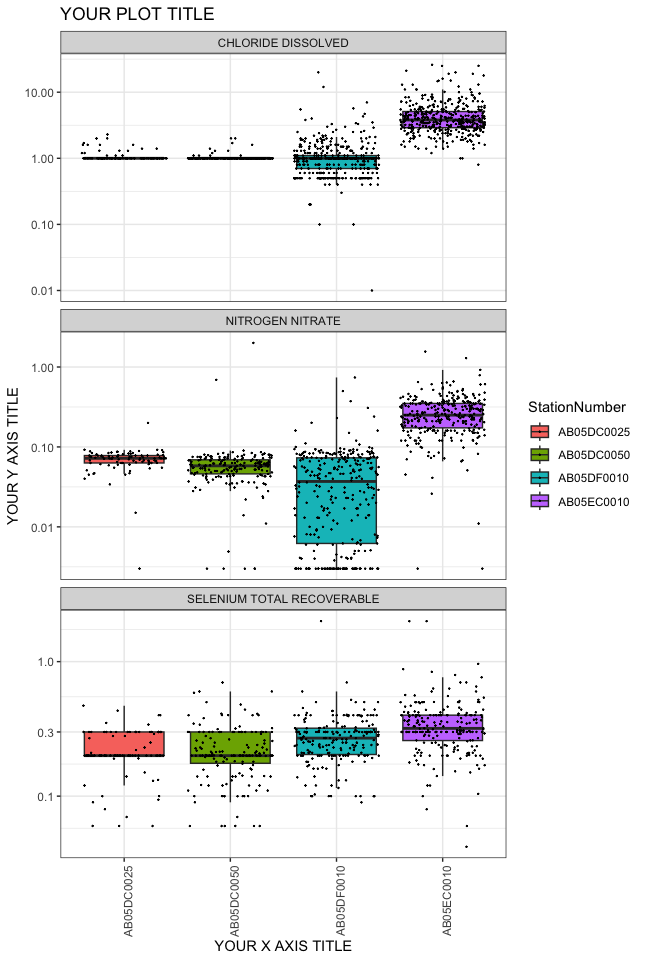 YOUR PLOT TITLE
CHLORIDE DISSOLVED
10.00
1.00
0.10
0.01
NITROGEN NITRATE
1.00
0.10
0.01
SELENIUM TOTAL RECOVERABLE
1.0
0.3
0.1
YOUR Y AXIS TITLE
AB05DC0025
AB05DC0050
AB05DF0010
AB05EC0010
YOUR X AXIS TITLE
StationNumber
AB05DC0025
AB05DC0050
AB05DF0010
AB05EC0010